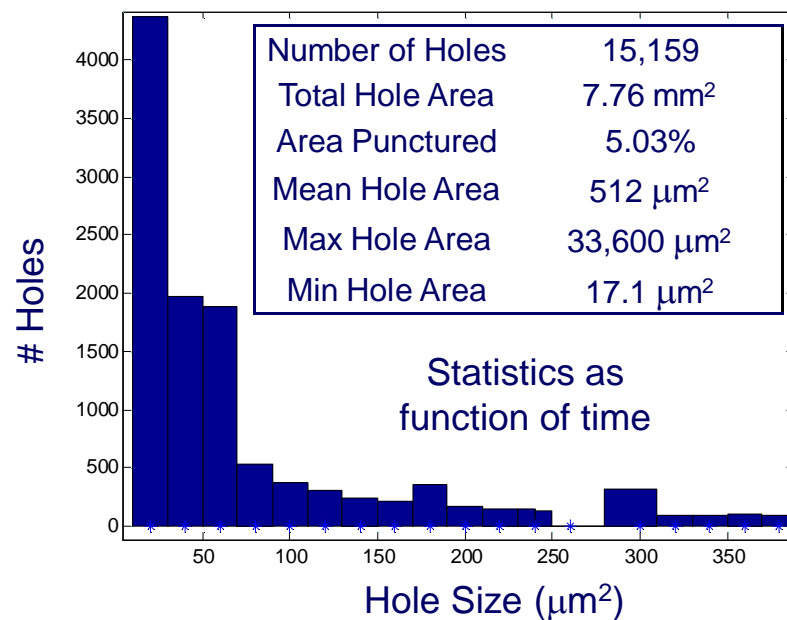 Number of Holes 15,159
Total Hole Area 7.76 mm²
Area Punctured 5.03%
Mean Hole Area 512 μm²
Max Hole Area 33,600 μm²
Min Hole Area 17.1 μm²
Statistics as
function of time
# Holes
4000
3500
3000
2500
2000
1500
1000
500
0
50 100 150 200 250 300 350
Hole Size (μm²)